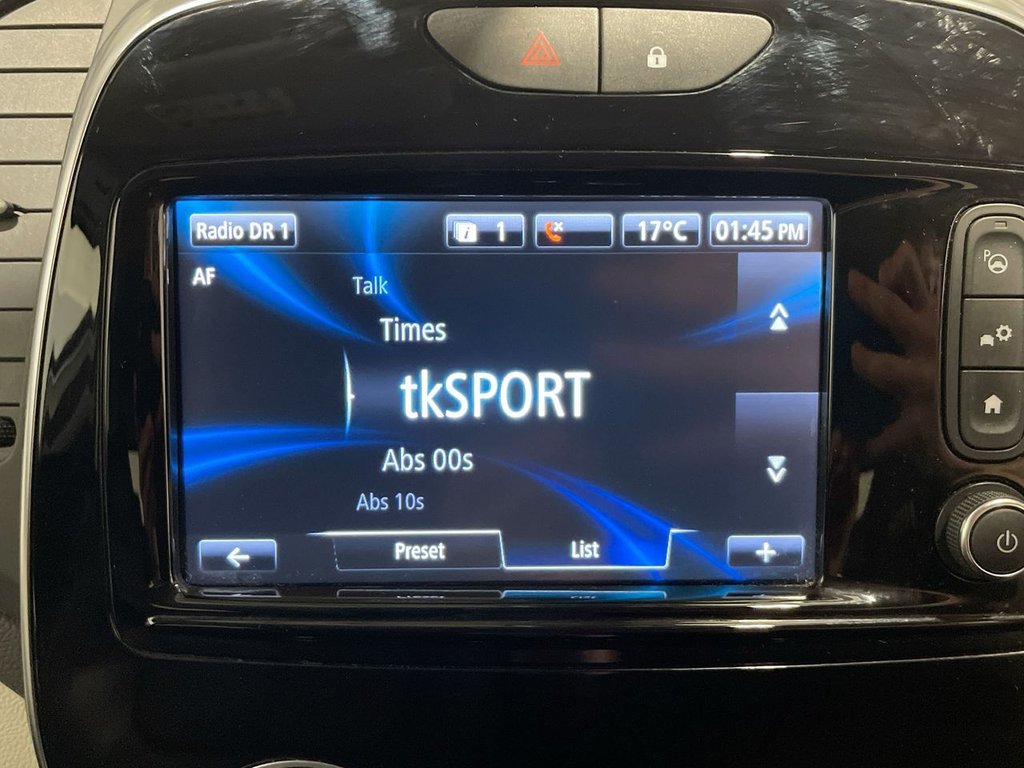 Radio DR 1
i 1
17°C
01:45 PM
AF
Talk
Times
tkSPORT
Abs 00s
Abs 10s
Preset
List
P